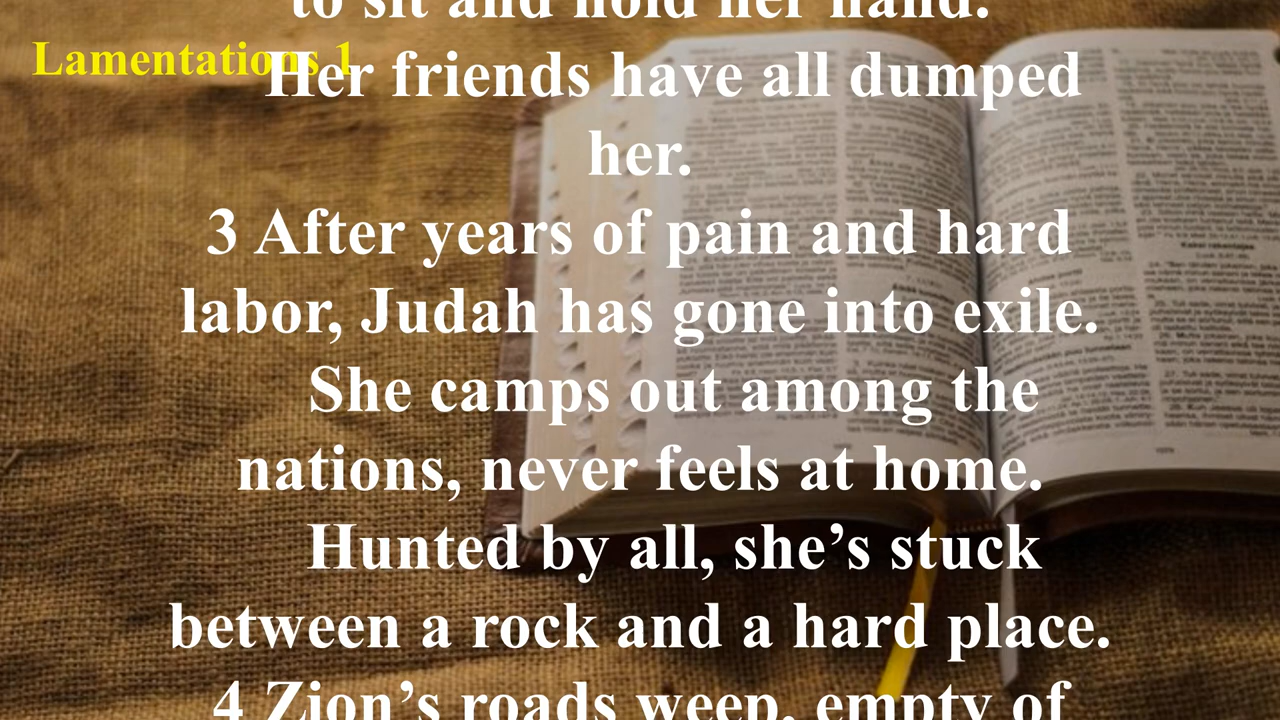 to sit and hold her hand.
Lamentations 1
Her friends have all dumped
her.
3 After years of pain and hard
labor, Judah has gone into exile.
She camps out among the
nations, never feels at home.
Hunted by all, she’s stuck
between a rock and a hard place.
4 Zion’s roads weep, empty of